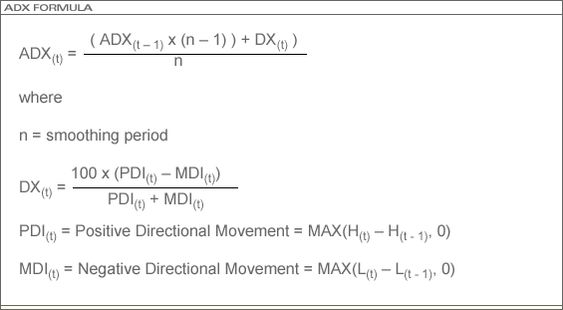 ADX FORMULA
ADX(t) = ( ADX(t – 1) x (n – 1) ) + DX(t) )
n
where
n = smoothing period
DX(t) = 100 x (PDI(t) – MDI(t))
PDI(t) + MDI(t)
PDI(t) = Positive Directional Movement = MAX(H(t) – H(t - 1), 0)
MDI(t) = Negative Directional Movement = MAX(L(t) – L(t - 1), 0)